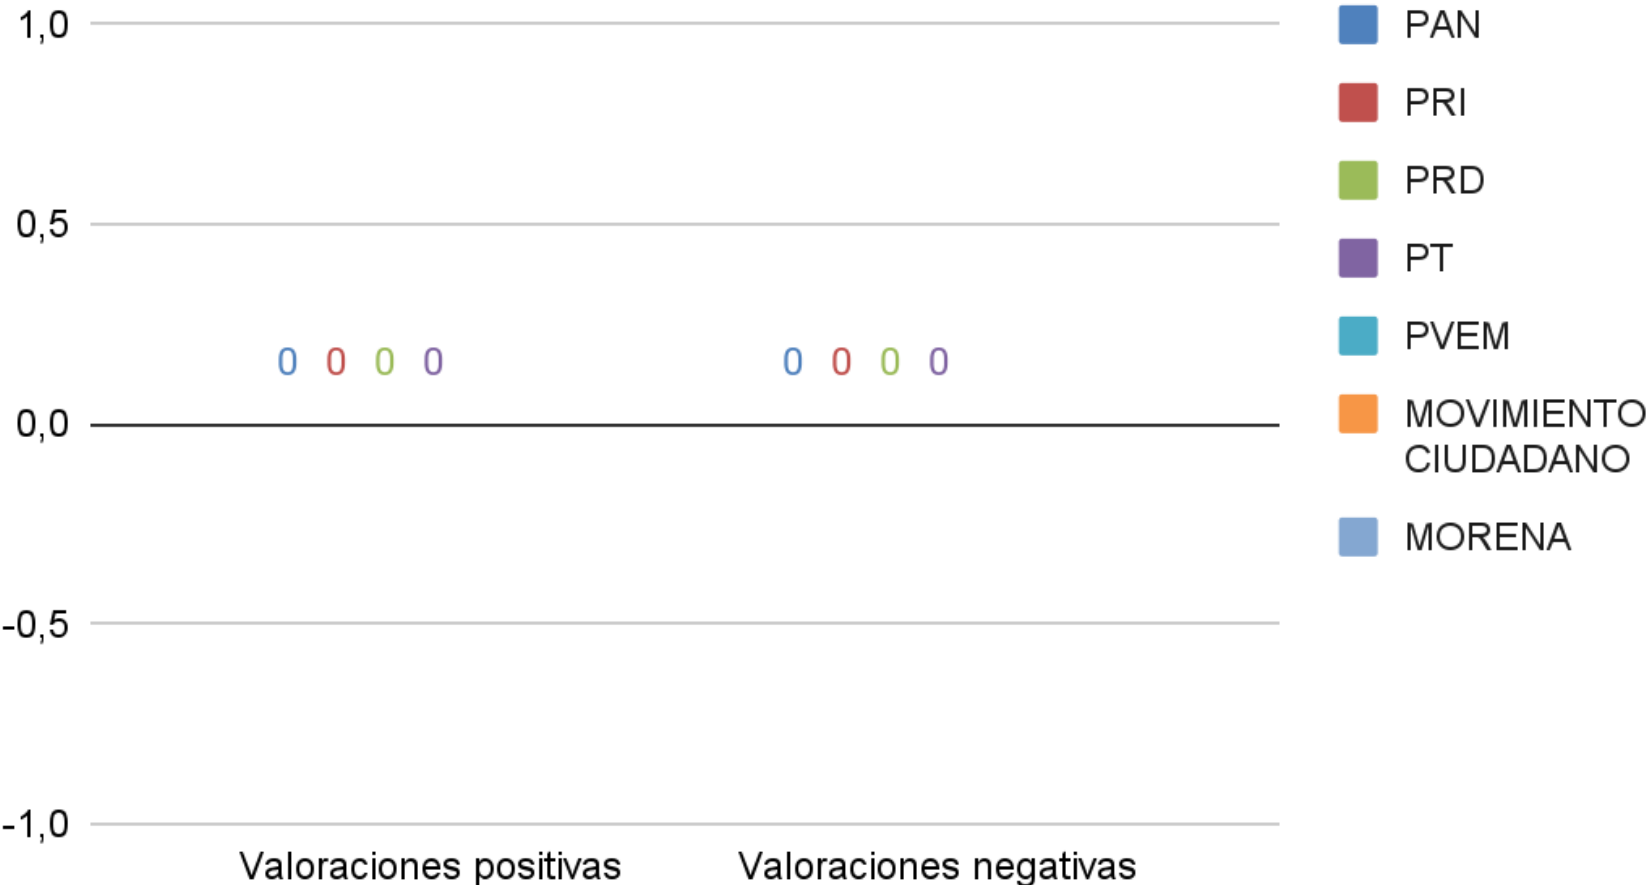 1,0
0,5
0,0
-0,5
-1,0
0 0 0 0
0 0 0 0
Valoraciones positivas
Valoraciones negativas
PAN
PRI
PRD
PT
PVEM
MOVIMIENTO
CIUDADANO
MORENA